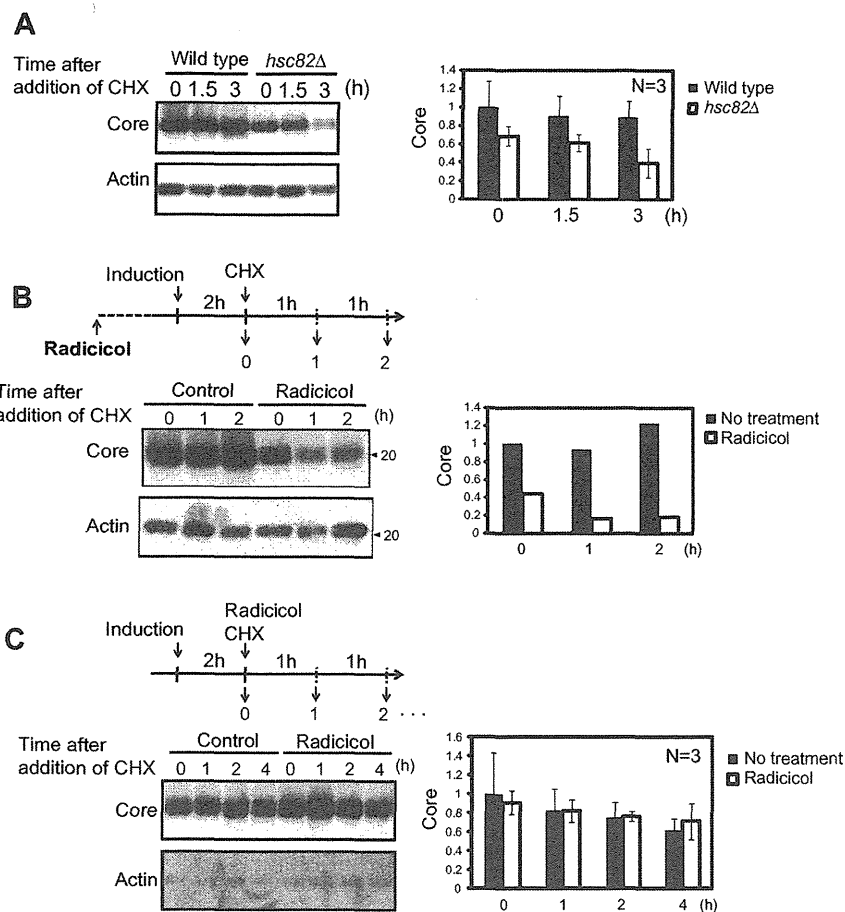 A
Time after
addition of CHX
Wild type hsc82Δ
0 1.5 3 0 1.5 3 (h)
Core
Actin
Core
1.4
1.2
1
0.8
0.6
0.4
0.2
0
N=3
Wild type
hsc82Δ
0 1.5 3 (h)
B
Induction CHX
2h 1h 1h
Radicicol
0 1 2
Time after
addition of CHX
Control Radicicol
0 1 2 0 1 2 (h)
Core
20
Actin
20
Core
1.4
1.2
1
0.8
0.6
0.4
0.2
0
No treatment
Radicicol
0 1 2 (h)
C
Radicicol
Induction CHX
2h 1h 1h
0 1 2 ...
Time after
addition of CHX
Control Radicicol
0 1 2 4 0 1 2 4 (h)
Core
Actin
Core
1.6
1.4
1.2
1
0.8
0.6
0.4
0.2
0
N=3
No treatment
Radicicol
0 1 2 4 (h)